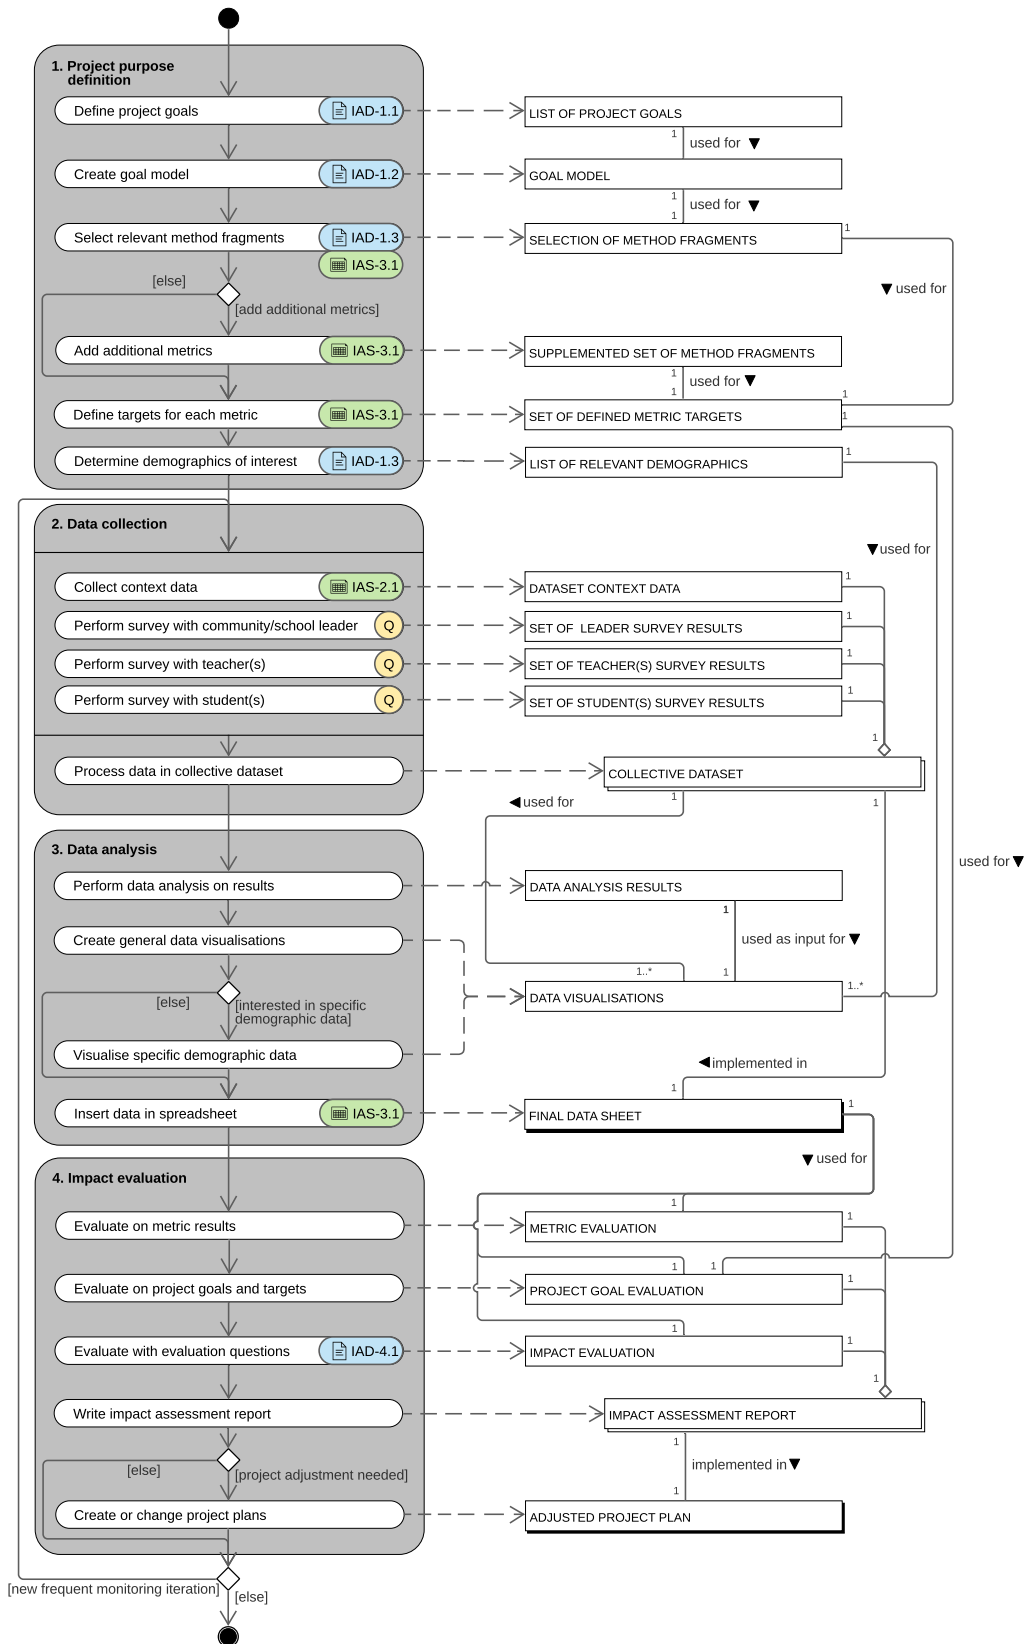 1. Project purpose
definition
Define project goals
IAD-1.1
LIST OF PROJECT GOALS
1
used for
Create goal model
IAD-1.2
GOAL MODEL
1
used for
1
Select relevant method fragments
IAD-1.3
SELECTION OF METHOD FRAGMENTS
1
IAS-3.1
[else]
[add additional metrics]
used for
Add additional metrics
IAS-3.1
SUPPLEMENTED SET OF METHOD FRAGMENTS
1
used for
1
1
Define targets for each metric
IAS-3.1
SET OF DEFINED METRIC TARGETS
1
Determine demographics of interest
IAD-1.3
LIST OF RELEVANT DEMOGRAPHICS
1
2. Data collection
used for
Collect context data
IAS-2.1
DATASET CONTEXT DATA
1
Perform survey with community/school leader
Q
SET OF  LEADER SURVEY RESULTS
1
Perform survey with teacher(s)
Q
SET OF TEACHER(S) SURVEY RESULTS
1
Perform survey with student(s)
Q
SET OF STUDENT(S) SURVEY RESULTS
1
1
Process data in collective dataset
COLLECTIVE DATASET
1
1
used for
3. Data analysis
used for
Perform data analysis on results
DATA ANALYSIS RESULTS
1
Create general data visualisations
used as input for
1..*
1
[else]
[interested in specific
demographic data]
DATA VISUALISATIONS
1..*
Visualise specific demographic data
implemented in
1
Insert data in spreadsheet
IAS-3.1
FINAL DATA SHEET
1
used for
4. Impact evaluation
1
Evaluate on metric results
METRIC EVALUATION
1
1
1
Evaluate on project goals and targets
PROJECT GOAL EVALUATION
1
1
Evaluate with evaluation questions
IAD-4.1
IMPACT EVALUATION
1
1
Write impact assessment report
IMPACT ASSESSMENT REPORT
1
[else]
[project adjustment needed]
implemented in
1
Create or change project plans
ADJUSTED PROJECT PLAN
[new frequent monitoring iteration]
[else]